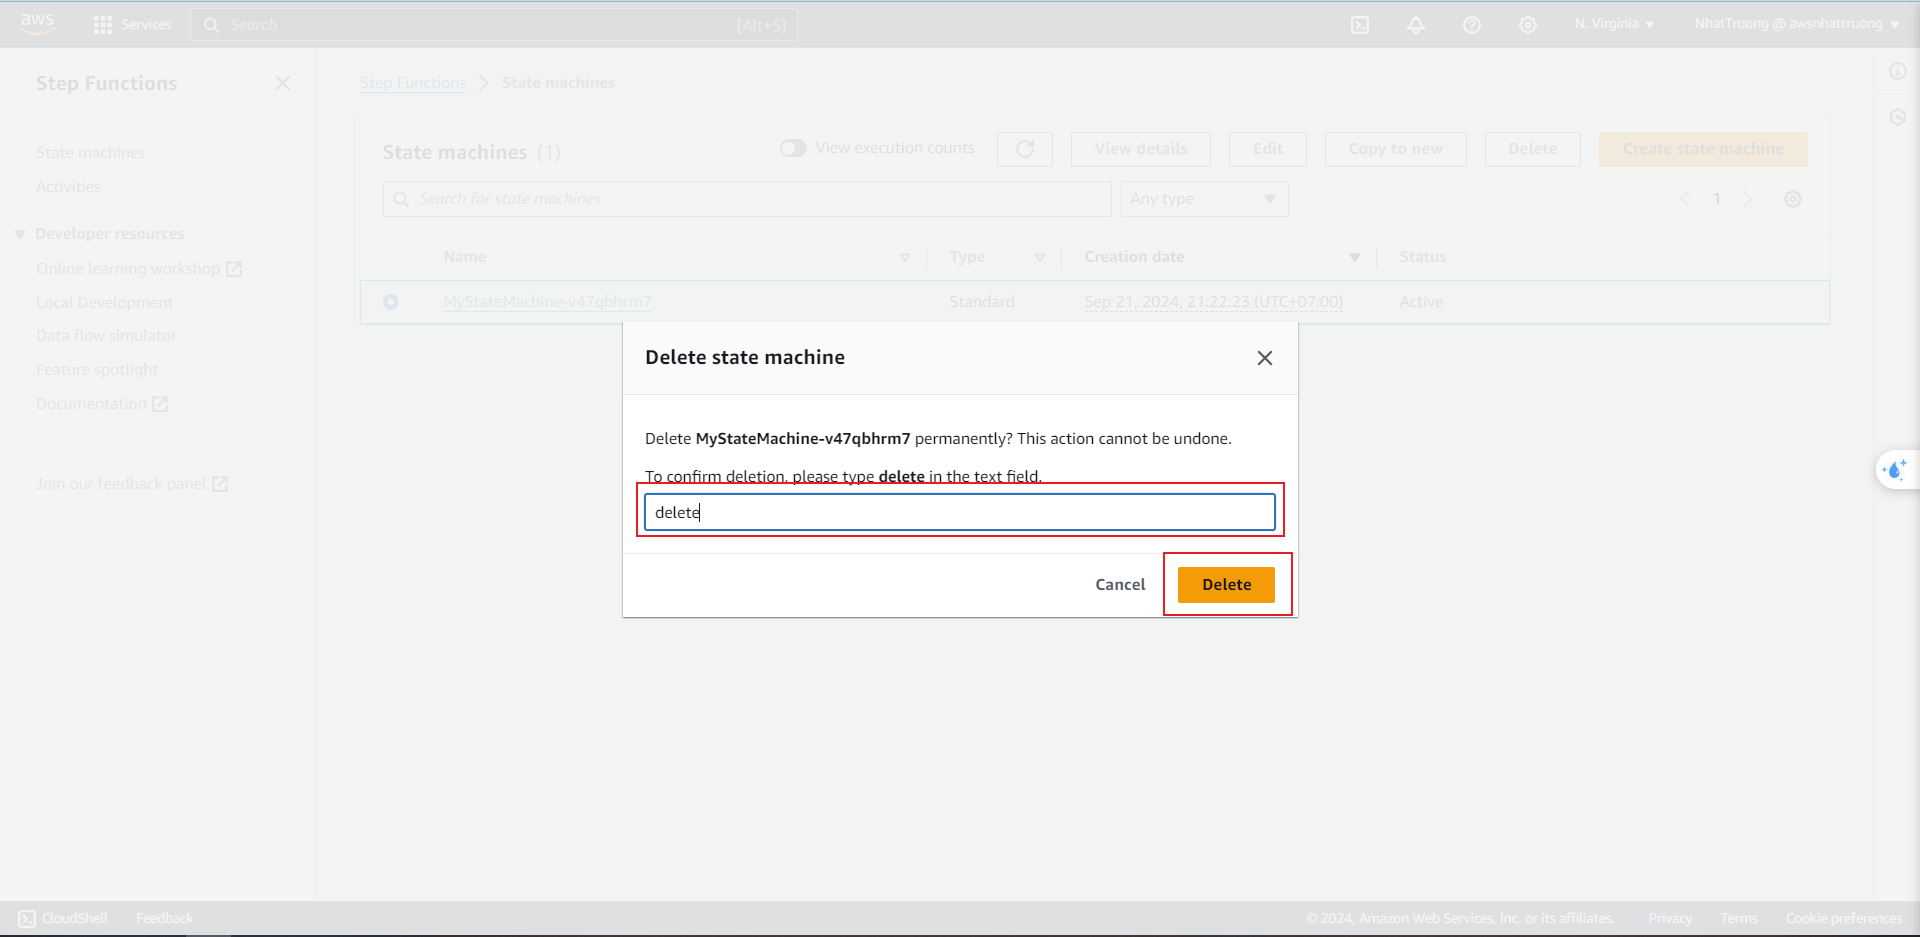 aws
Services
Search
[Alt+S]
N. Virginia
NhatTruong @ awsnhattruong
Step Functions
State machines
Activities
Developer resources
Online learning workshop
Local Development
Data flow simulator
Feature spotlight
Documentation
Join our feedback panel
Step Functions State machines
State machines (1)
View execution counts
View details
Edit
Copy to new
Delete
Create state machine
Search for state machines
Any type
1
Name Type Creation date Status
MyStateMachine-v47qbhrm7 Standard Sep 21, 2024, 21:22:23 (UTC+07:00) Active
Delete state machine
Delete MyStateMachine-v47qbhrm7 permanently? This action cannot be undone.
To confirm deletion, please type delete in the text field.
delete
Cancel Delete
CloudShell Feedback © 2024, Amazon Web Services, Inc. or its affiliates. Privacy Terms Cookie preferences